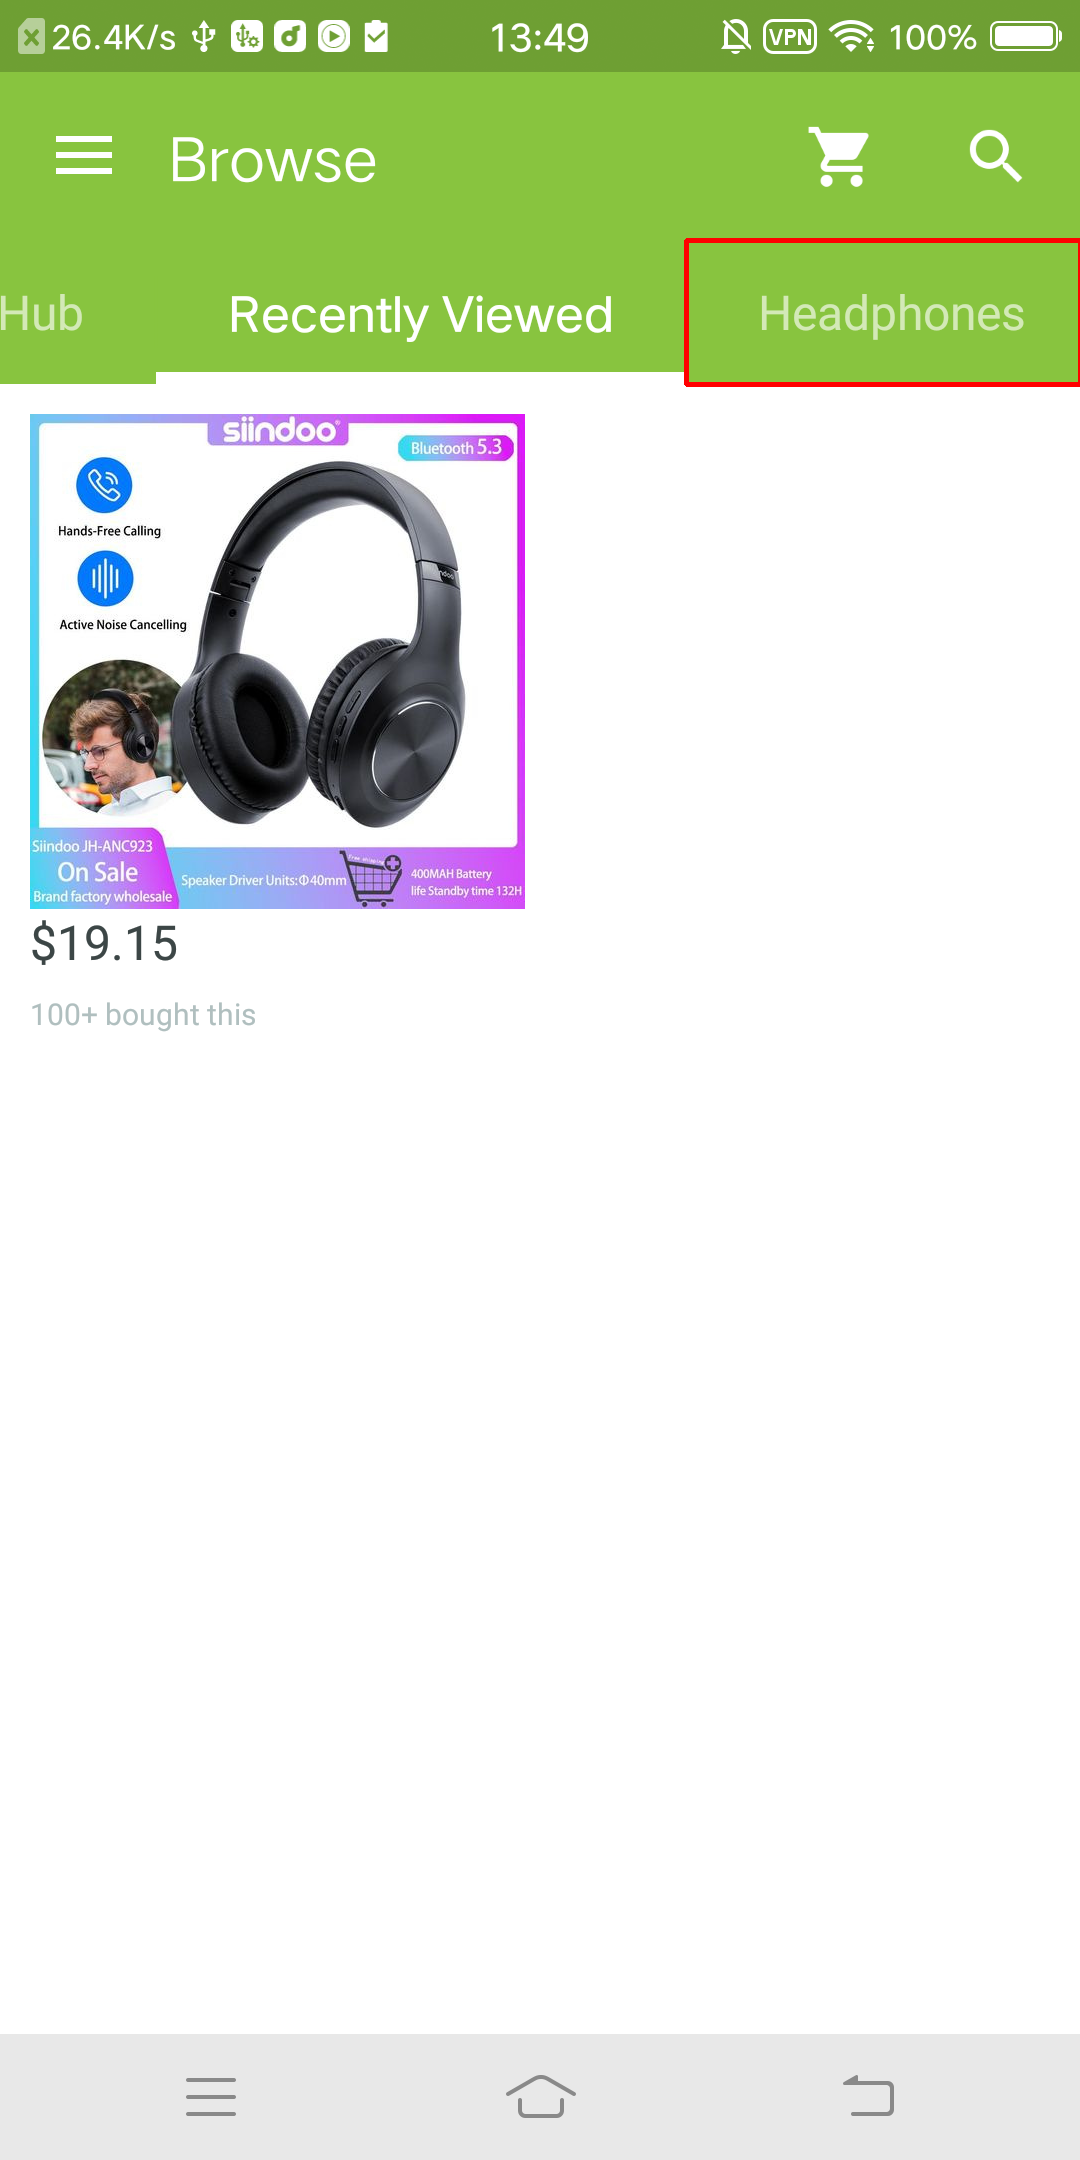 26.4K/s
13:49
VPN
100%
Browse
Hub
Recently Viewed
Headphones
siindoo
Bluetooth 5.3
Hands-Free Calling
Active Noise Cancelling
Siindoo JH-ANC923
On Sale
Brand factory wholesale
Speaker Driver Units:Φ40mm
Free shipping
400MAH Battery
life Standby time 132H
$19.15
100+ bought this